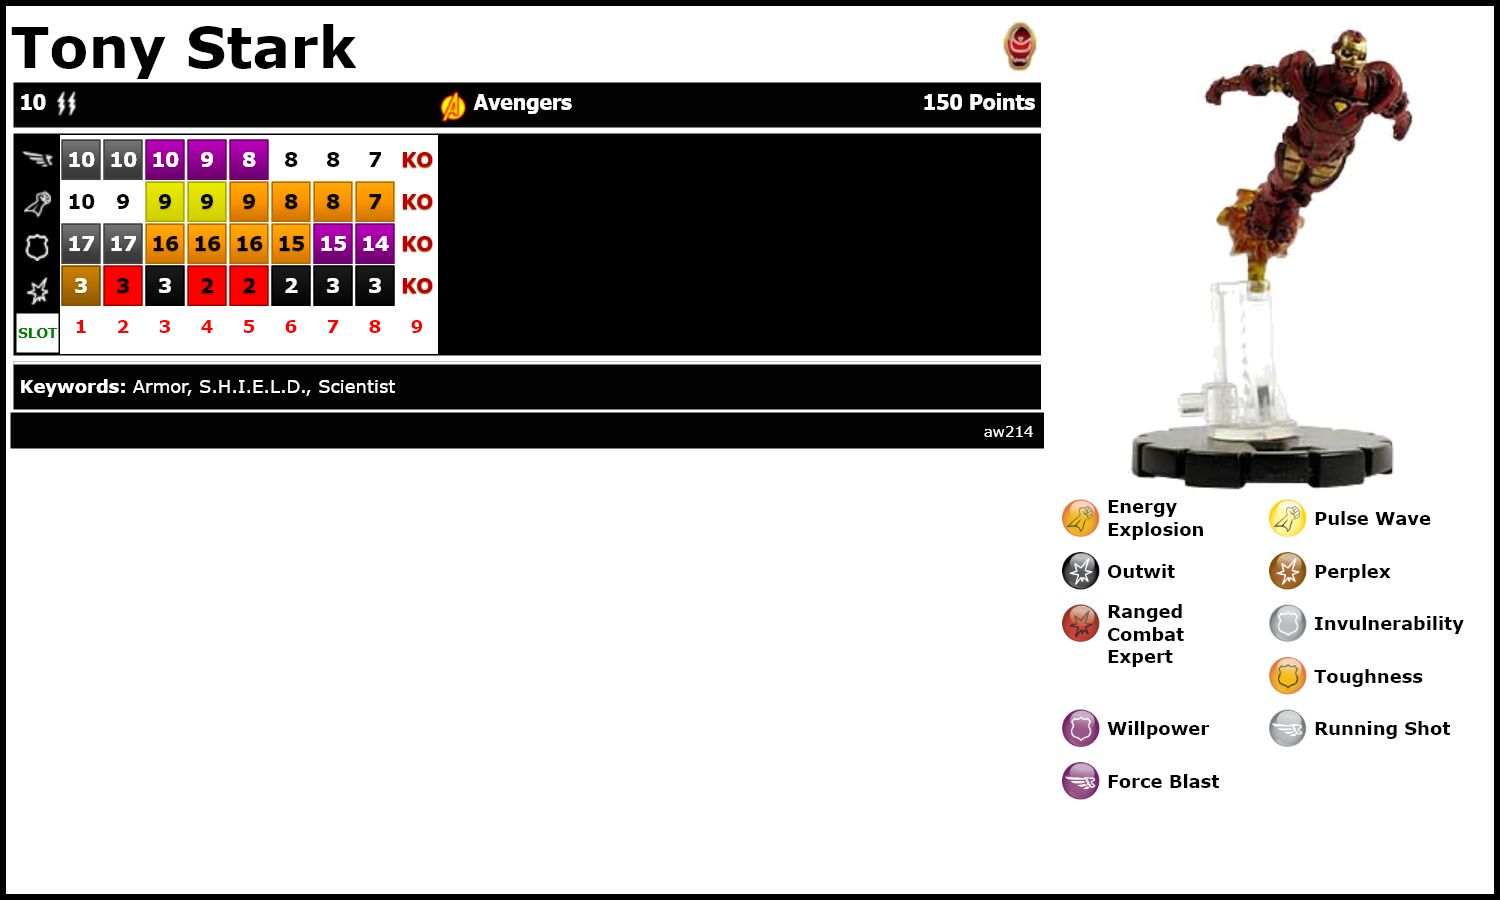 Tony Stark
10 Avengers 150 Points
10 10 10 9 8 8 8 7 KO
10 9 9 9 9 8 8 7 KO
17 17 16 16 16 15 15 14 KO
3 3 3 2 2 2 3 3 KO
SLOT 1 2 3 4 5 6 7 8 9
Keywords: Armor, S.H.I.E.L.D., Scientist
aw214
Energy
Explosion
Pulse Wave
Outwit
Perplex
Ranged
Combat
Expert
Invulnerability
Toughness
Willpower
Running Shot
Force Blast